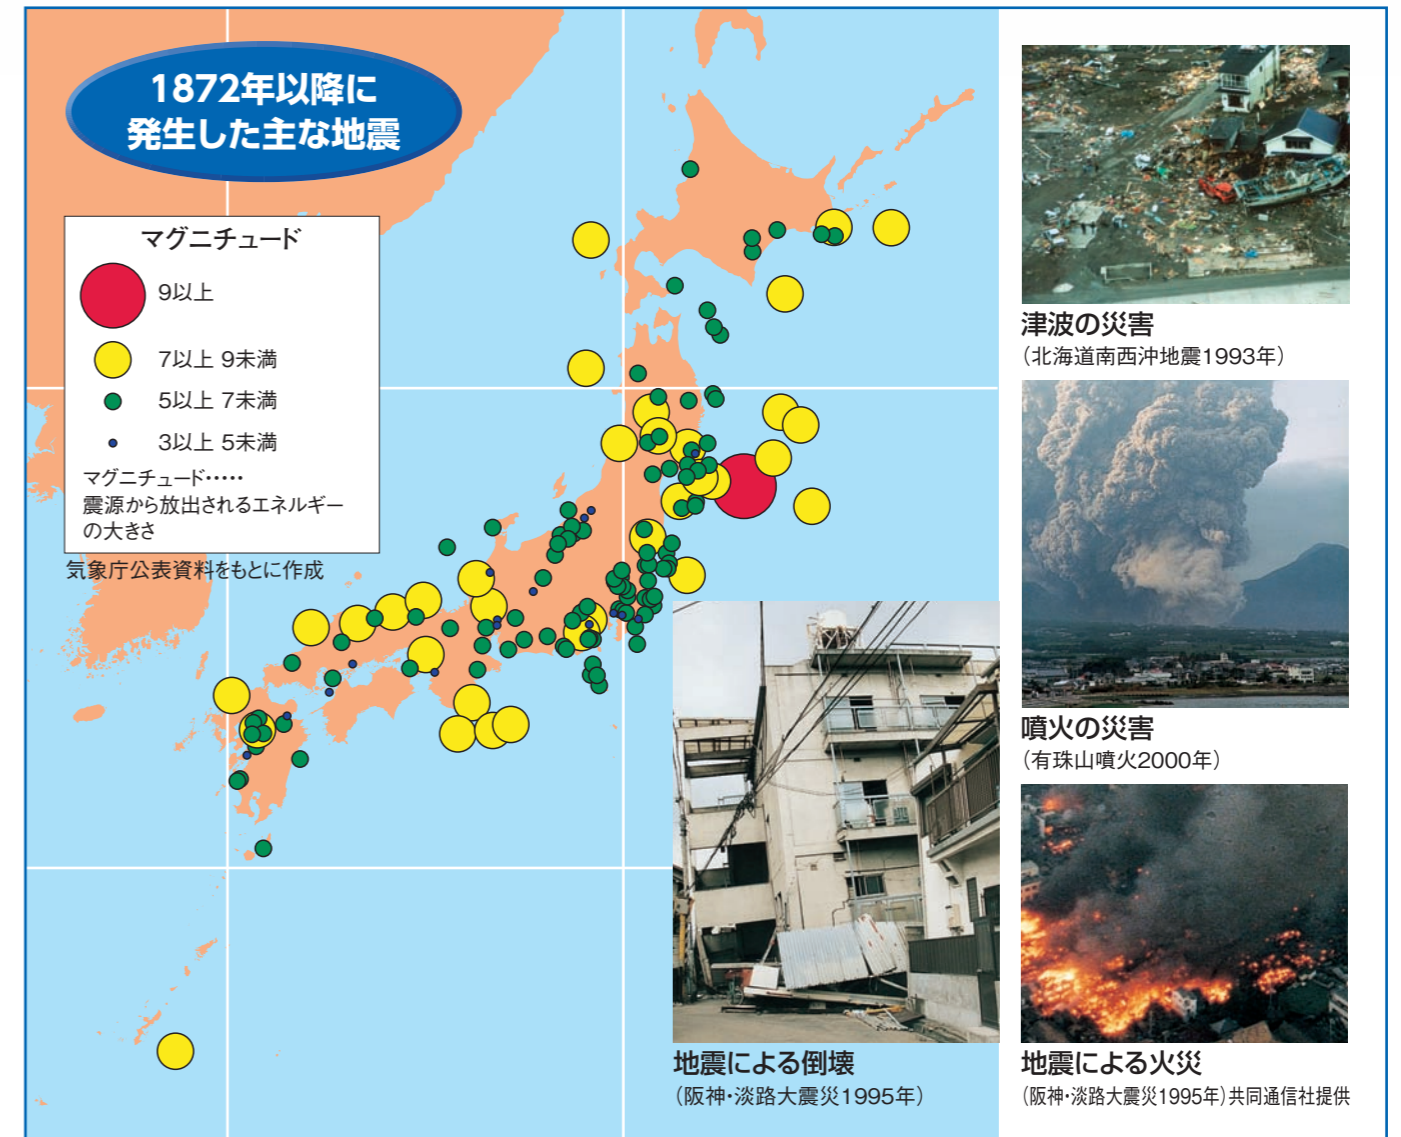 1872年以降に
発生した主な地震
マグニチュード
9以上
7以上 9未満
5以上 7未満
3以上 5未満
マグニチュード‥‥‥
震源から放出されるエネルギー
の大きさ
気象庁公表資料をもとに作成
津波の災害
（北海道南西沖地震1993年）
噴火の災害
（有珠山噴火2000年）
地震による倒壊
（阪神・淡路大震災1995年）
地震による火災
（阪神・淡路大震災1995年）共同通信社提供